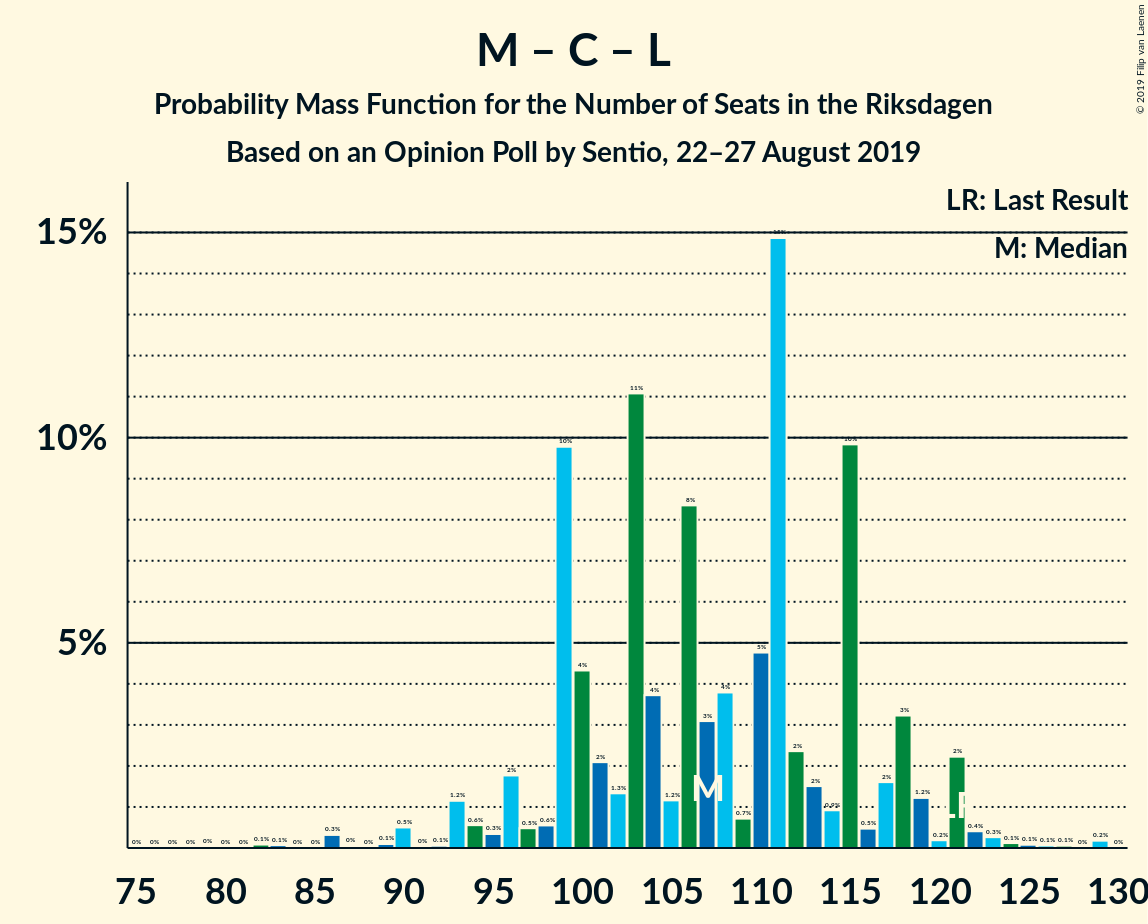 M – C – L
Probability Mass Function for the Number of Seats in the Riksdagen
Based on an Opinion Poll by Sentio, 22–27 August 2019
© 2019 Filip van Laenen
LR: Last Result
M: Median
15%
10%
5%
0% 0% 0% 0% 0% 0% 0% 0.1% 0.1% 0% 0% 0.3% 0% 0% 0.1% 0.5% 0% 0.1% 1.2% 0.6% 0.3% 2% 0.5% 0.6% 10% 4% 2% 1.3% 11% 4% 1.2% 8% 3% 4% 0.7% 5% 15% 2% 2% 0.9% 10% 0.5% 2% 3% 1.2% 0.2% 2% 0.4% 0.3% 0.1% 0.1% 0.1% 0.1% 0% 0.2% 0%
M
LR
75 80 85 90 95 100 105 110 115 120 125 130